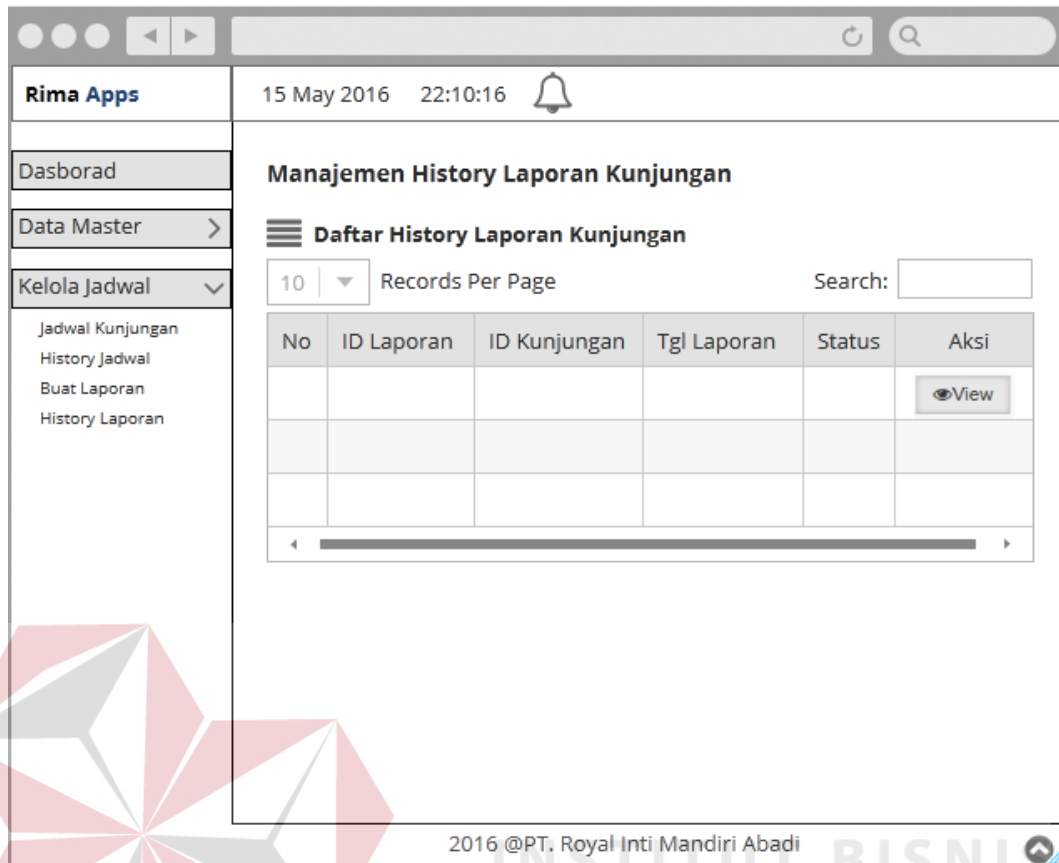 Rima Apps
15 May 2016 22:10:16
Dasborad
Data Master
Kelola Jadwal
Jadwal Kunjungan
History Jadwal
Buat Laporan
History Laporan
Manajemen History Laporan Kunjungan
Daftar History Laporan Kunjungan
10 Records Per Page Search:
No ID Laporan ID Kunjungan Tgl Laporan Status Aksi
View
2016 @PT. Royal Inti Mandiri Abadi
INSTITUT BISNI